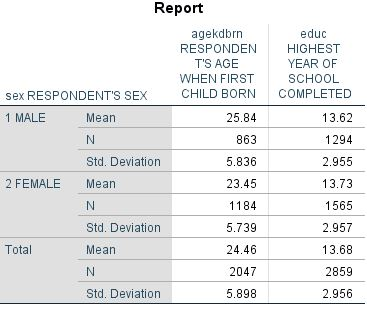 Report
agekdbrn educ
RESPONDEN HIGHEST
T'S AGE YEAR OF
WHEN FIRST SCHOOL
sex RESPONDENT'S SEX CHILD BORN COMPLETED
1 MALE Mean 25.84 13.62
N 863 1294
Std. Deviation 5.836 2.955
2 FEMALE Mean 23.45 13.73
N 1184 1565
Std. Deviation 5.739 2.957
Total Mean 24.46 13.68
N 2047 2859
Std. Deviation 5.898 2.956